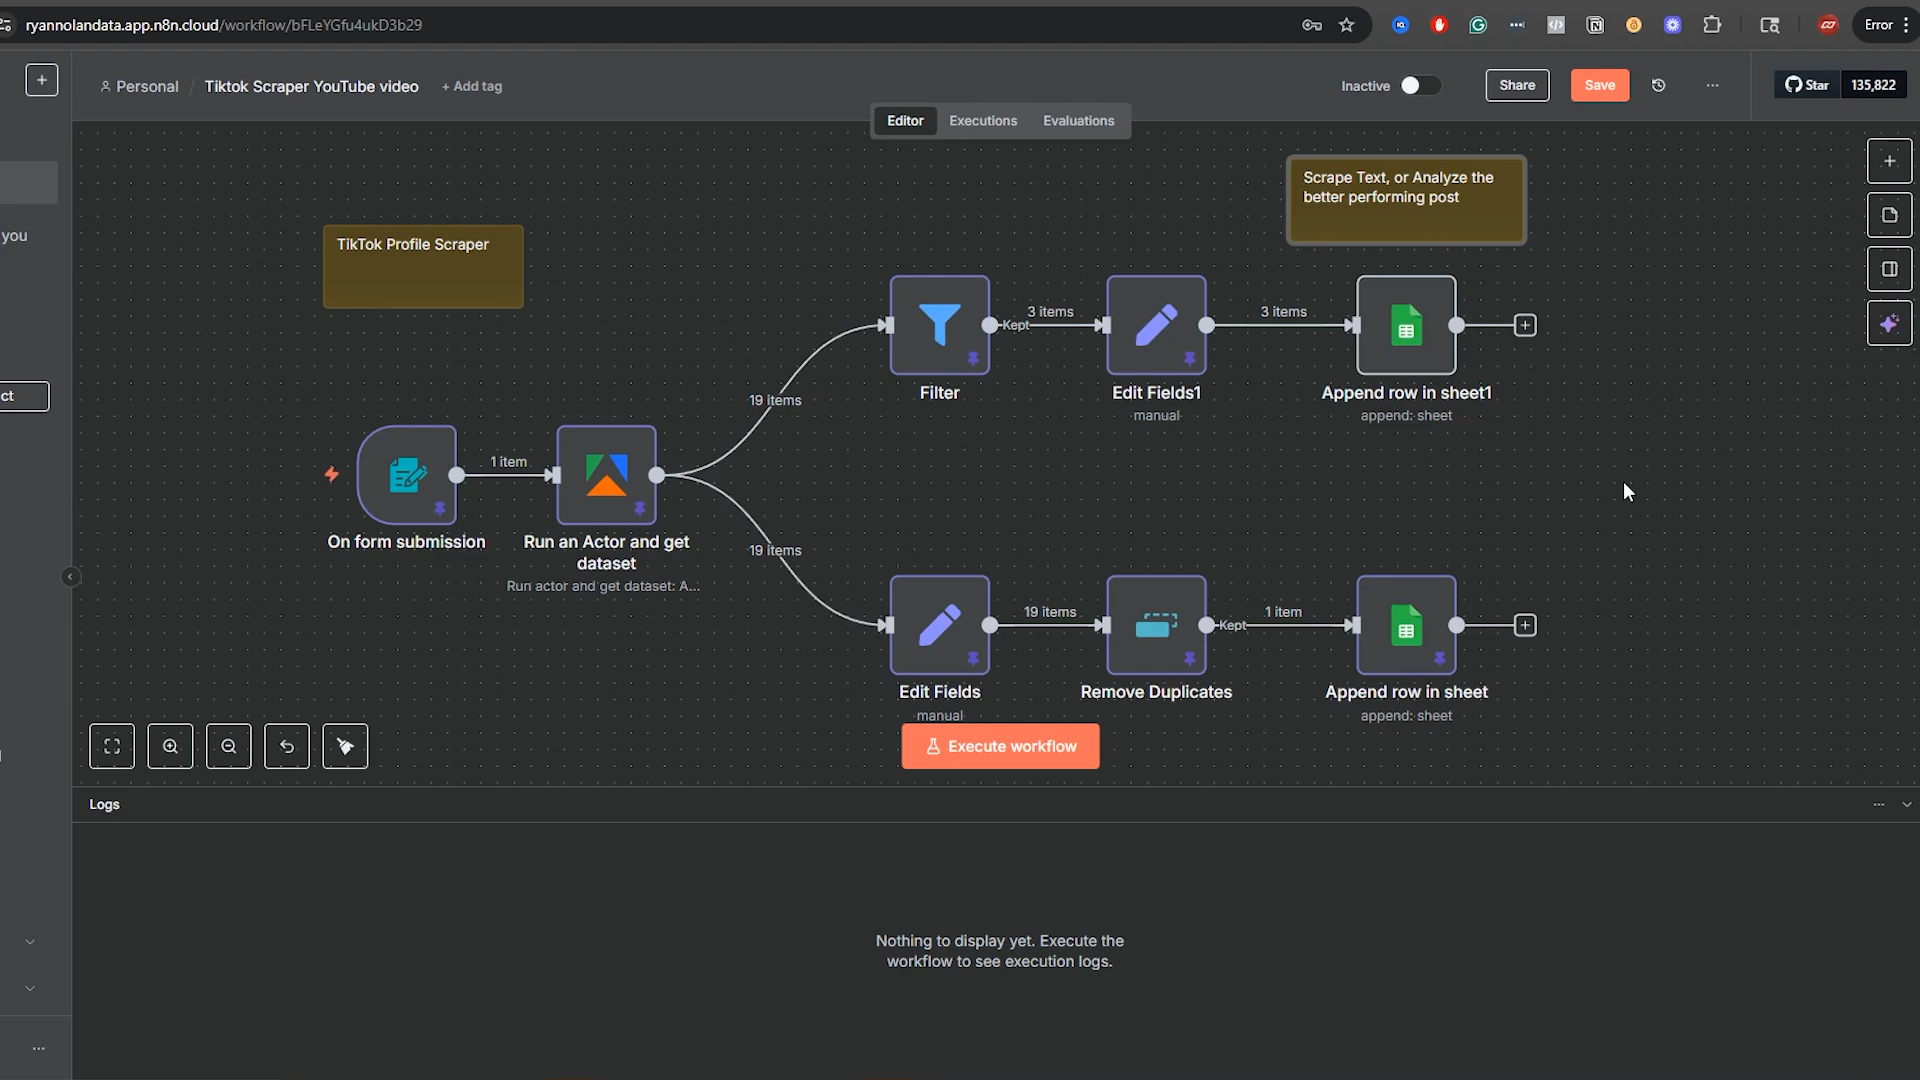 ryannolandata.app.n8n.cloud/workflow/bFLeYGfu4ukD3b29
Error
Personal / Tiktok Scraper YouTube video + Add tag
Inactive
Share
Save
Star 135,822
Editor Executions Evaluations
you
ct
Scrape Text, or Analyze the
better performing post
TikTok Profile Scraper
3 items
Kept
3 items
Filter
Edit Fields1
manual
Append row in sheet1
append: sheet
19 items
1 item
On form submission
Run an Actor and get
dataset
Run actor and get dataset: A...
19 items
19 items
1 item
Kept
Edit Fields
manual
Remove Duplicates
Append row in sheet
append: sheet
Execute workflow
Logs
Nothing to display yet. Execute the
workflow to see execution logs.